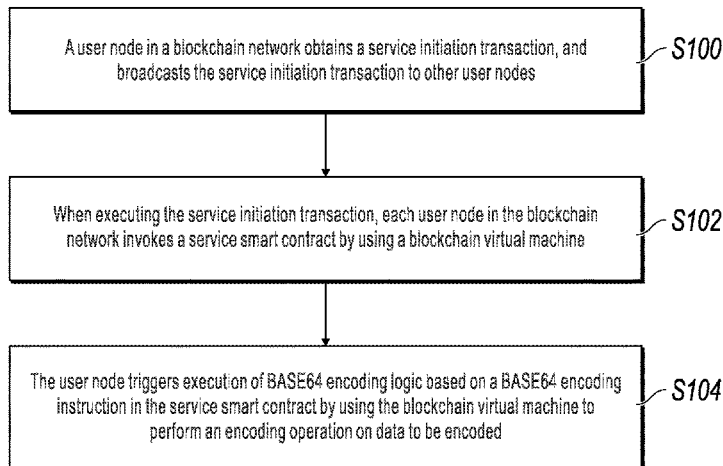 A user node in a blockchain network obtains a service initiation transaction, and
broadcasts the service initiation transaction to other user nodes
S100
When executing the service initiation transaction, each user node in the blockchain
network invokes a service smart contract by using a blockchain virtual machine
S102
The user node triggers execution of BASE64 encoding logic based on a BASE64 encoding
instruction in the service smart contract by using the blockchain virtual machine to
perform an encoding operation on data to be encoded
S104